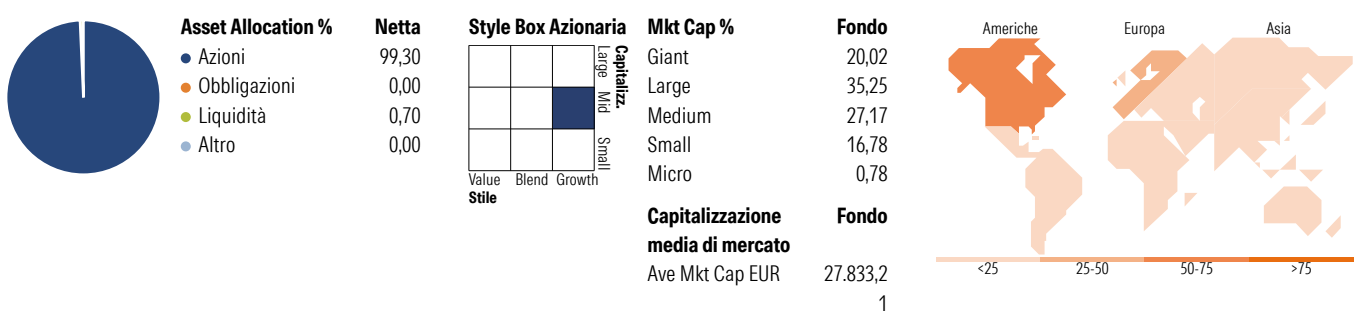 Asset Allocation % Netta
Azioni 99,30
Obbligazioni 0,00
Liquidità 0,70
Altro 0,00
Style Box Azionaria
Capitalizz.
Large Mid Small
Value Blend Growth
Stile
Mkt Cap % Fondo
Giant 20,02
Large 35,25
Medium 27,17
Small 16,78
Micro 0,78
Capitalizzazione Fondo
media di mercato
Ave Mkt Cap EUR 27.833,2
1
Americhe Europa Asia
<25 25-50 50-75 >75